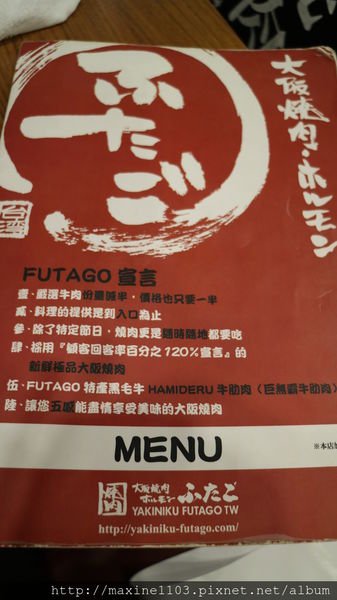 大阪焼肉・ホルモン
ふたご
台湾
FUTAGO 宣言
壹、嚴選牛肉份量減半，價格也只要一半
貳、料理的提供是到入口為止
參、除了特定節日，燒肉更是隨時隨地都要吃
肆、採用『顧客回客率百分之720%宣言』的
新鮮極品大阪燒肉
伍、FUTAGO 特產黑毛牛 HAMIDERU 牛肋肉（巨無霸牛肋肉）
陸、讓您五感能盡情享受美味的大阪燒肉
MENU
※本店
大阪焼肉
ホルモン
ふたご
YAKINIKU FUTAGO TW
http://yakiniku-futago.com/
http://maxine1103.pixnet.net/album